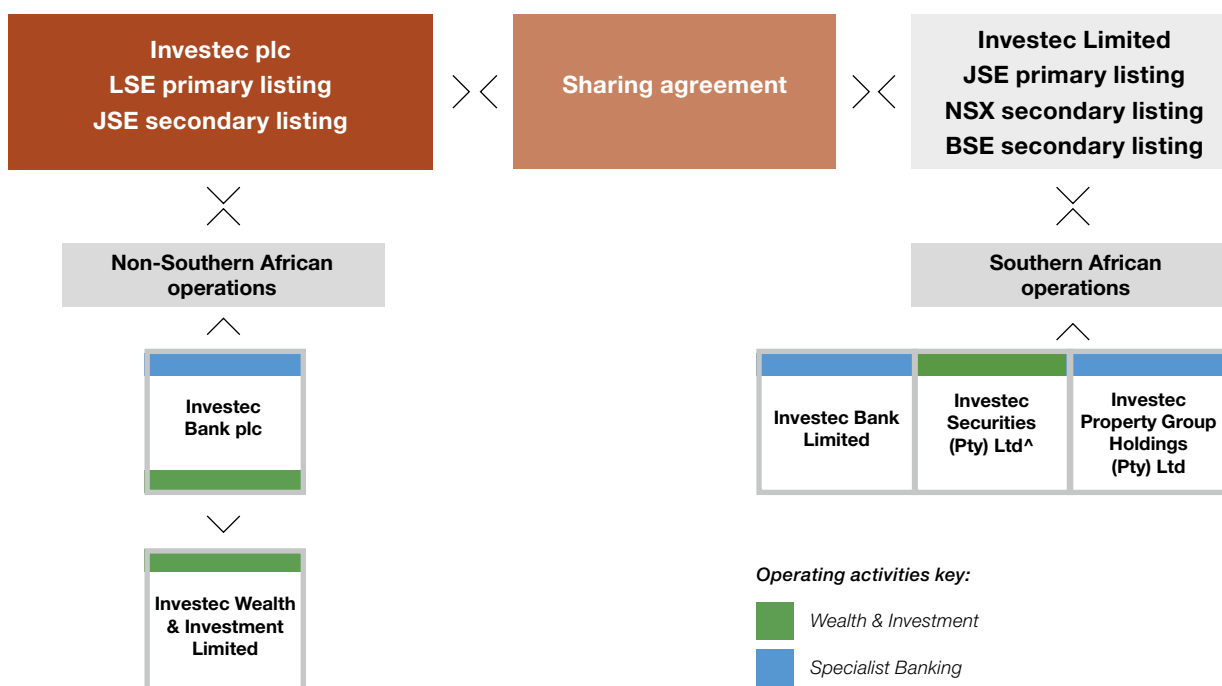 Investec plc
LSE primary listing
JSE secondary listing
Sharing agreement
Investec Limited
JSE primary listing
NSX secondary listing
BSE secondary listing
Non-Southern African
operations
Southern African
operations
Investec
Bank plc
Investec Bank
Limited
Investec
Securities
(Pty) Ltd^
Investec
Property Group
Holdings
(Pty) Ltd
Investec Wealth
& Investment
Limited
Operating activities key:
Wealth & Investment
Specialist Banking